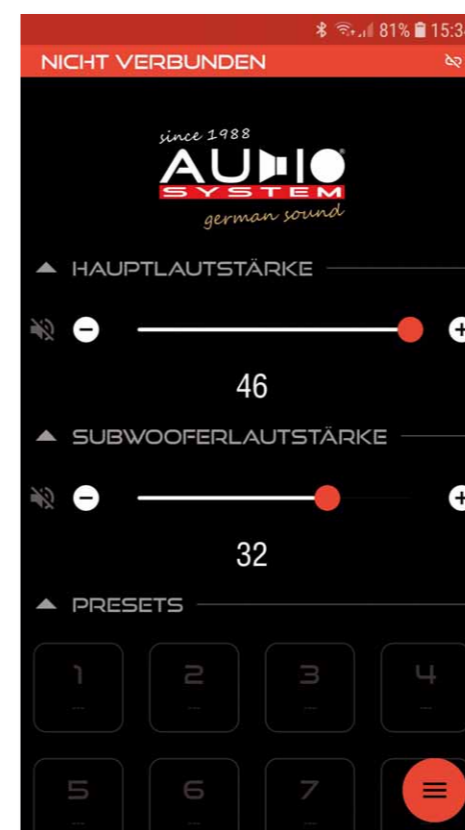 81% 15:34
NICHT VERBUNDEN
since 1988
AUDIO
SYSTEM
german sound
HAUPTLAUTSTÄRKE
46
SUBWOOFERLAUTSTÄRKE
32
PRESETS
1 2 3 4
5 6 7